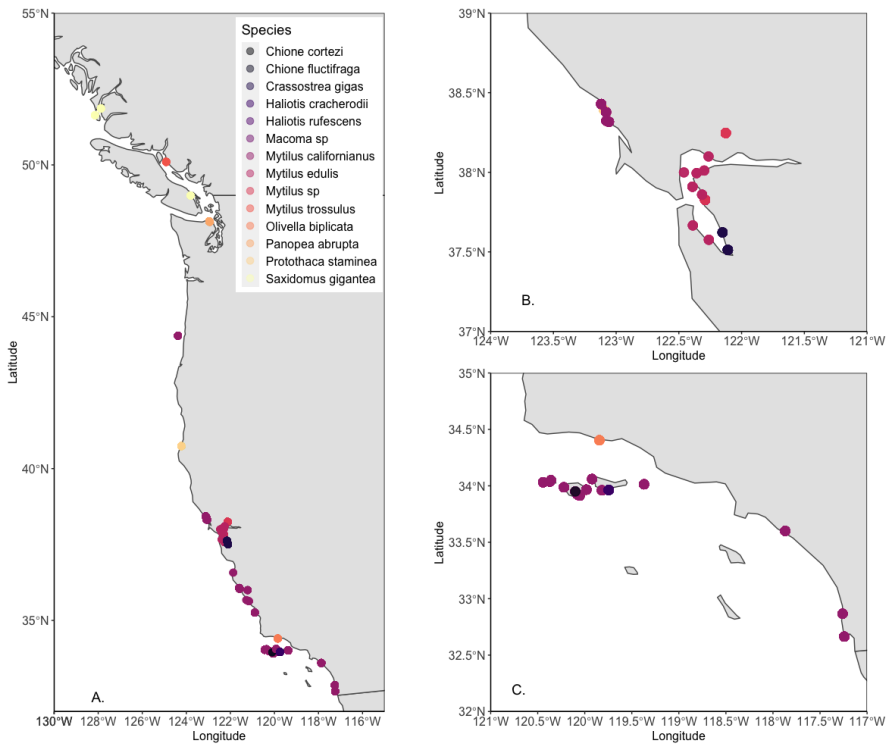 55°N
50°N
45°N
40°N
35°N
Latitude
Species
Chione cortezi
Chione fluctifraga
Crassostrea gigas
Haliotis cracherodii
Haliotis rufescens
Macoma sp
Mytilus californianus
Mytilus edulis
Mytilus sp
Mytilus trossulus
Olivella biplicata
Panopea abrupta
Protothaca staminea
Saxidomus gigantea
A.
130°W 128°W 126°W 124°W 122°W 120°W 118°W 116°W
Longitude
39°N
38.5°N
38°N
37.5°N
37°N
Latitude
B.
124°W 123.5°W 123°W 122.5°W 122°W 121.5°W 121°W
Longitude
35°N
34.5°N
34°N
33.5°N
33°N
32.5°N
32°N
Latitude
C.
121°W 120.5°W 120°W 119.5°W 119°W 118.5°W 118°W 117.5°W 117°W
Longitude